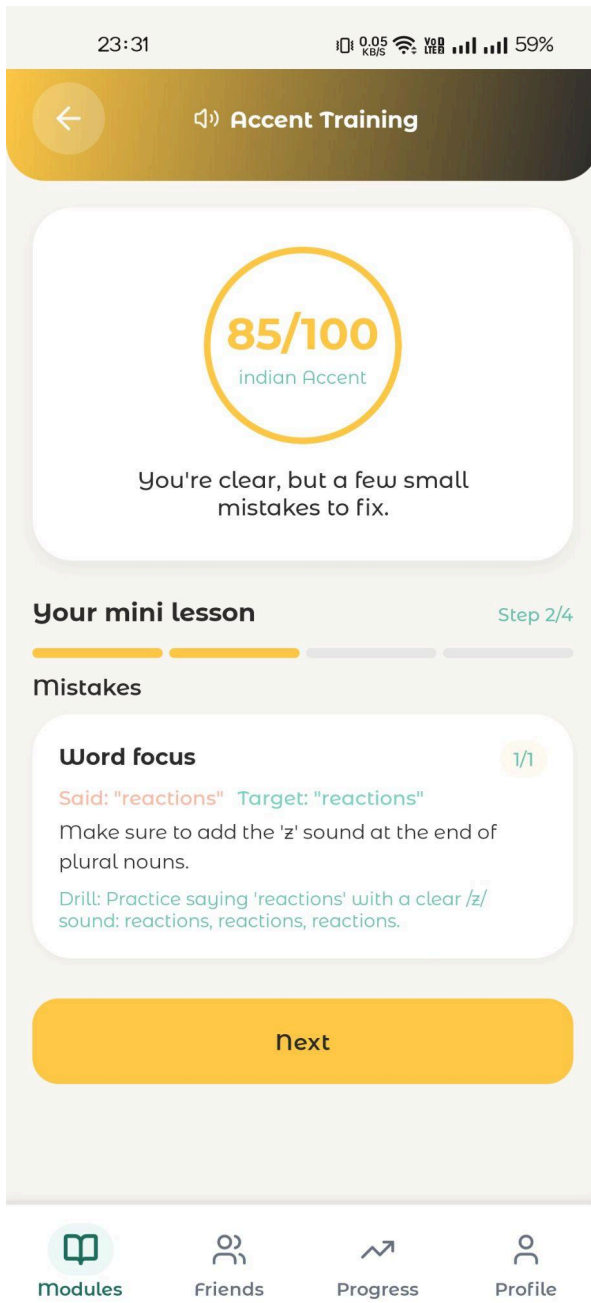 23:31 0.05 KB/S Vo)) LTEB 59%
Accent Training
85/100
indian Accent
You're clear, but a few small
mistakes to fix.
Your mini lesson Step 2/4
Mistakes
Word focus 1/1
Said: "reactions" Target: "reactions"
Make sure to add the 'z' sound at the end of
plural nouns.
Drill: Practice saying 'reactions' with a clear /z/
sound: reactions, reactions, reactions.
Next
Modules Friends Progress Profile